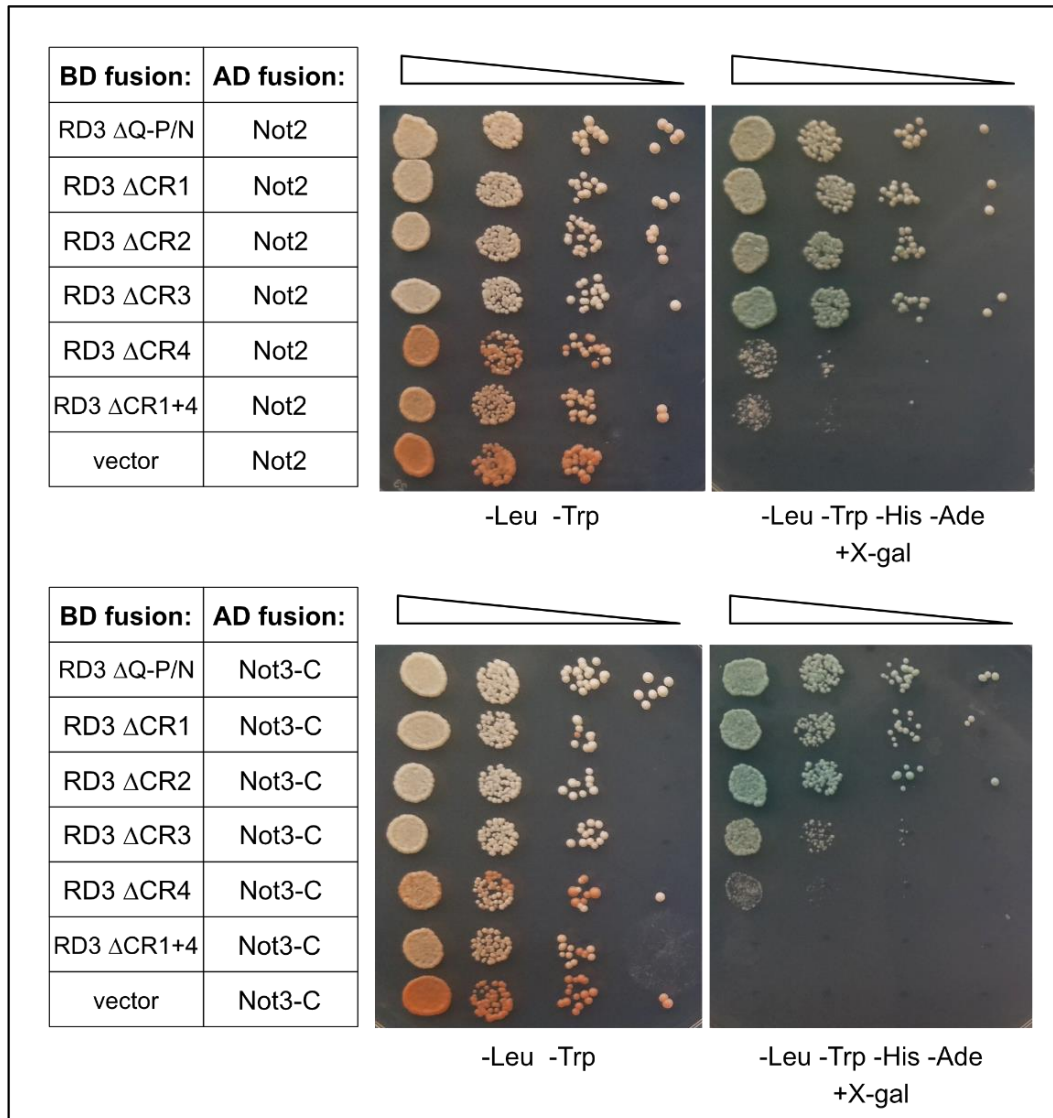 BD fusion: AD fusion:
RD3 ΔQ-P/N Not2
RD3 ΔCR1 Not2
RD3 ΔCR2 Not2
RD3 ΔCR3 Not2
RD3 ΔCR4 Not2
RD3 ΔCR1+4 Not2
vector Not2
-Leu -Trp
-Leu -Trp -His -Ade
+X-gal
BD fusion: AD fusion:
RD3 ΔQ-P/N Not3-C
RD3 ΔCR1 Not3-C
RD3 ΔCR2 Not3-C
RD3 ΔCR3 Not3-C
RD3 ΔCR4 Not3-C
RD3 ΔCR1+4 Not3-C
vector Not3-C
-Leu -Trp
-Leu -Trp -His -Ade
+X-gal